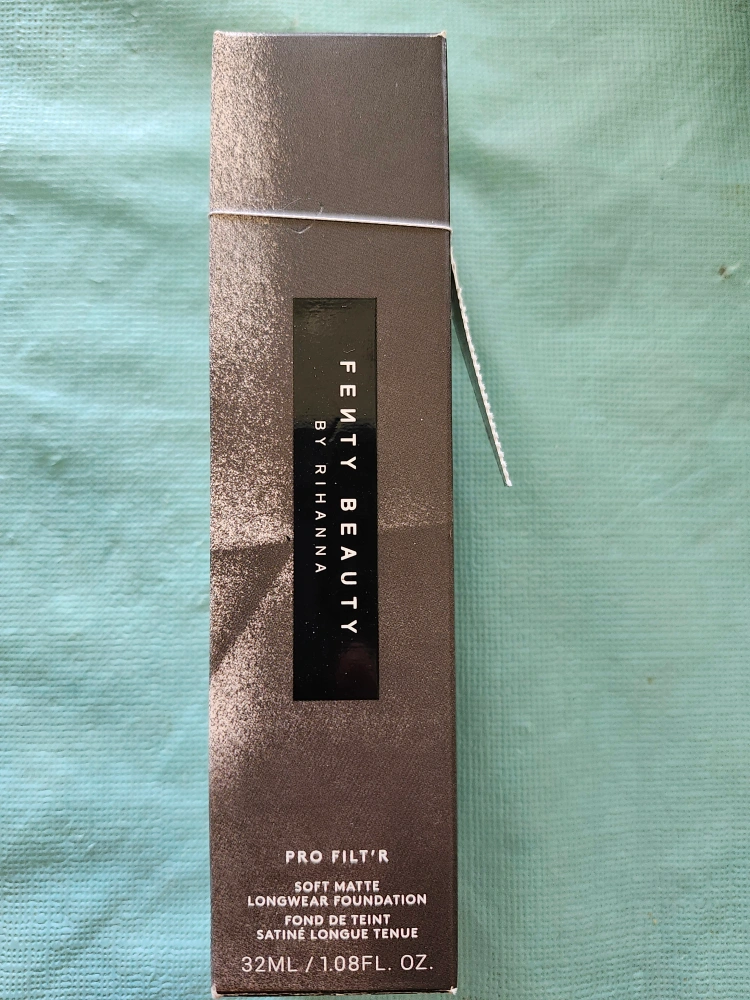 FEИTY BEAUTY
BY RIHANNA
PRO FILT'R
SOFT MATTE
LONGWEAR FOUNDATION
FOND DE TEINT
SATINÉ LONGUE TENUE
32ML / 1.08FL. OZ.